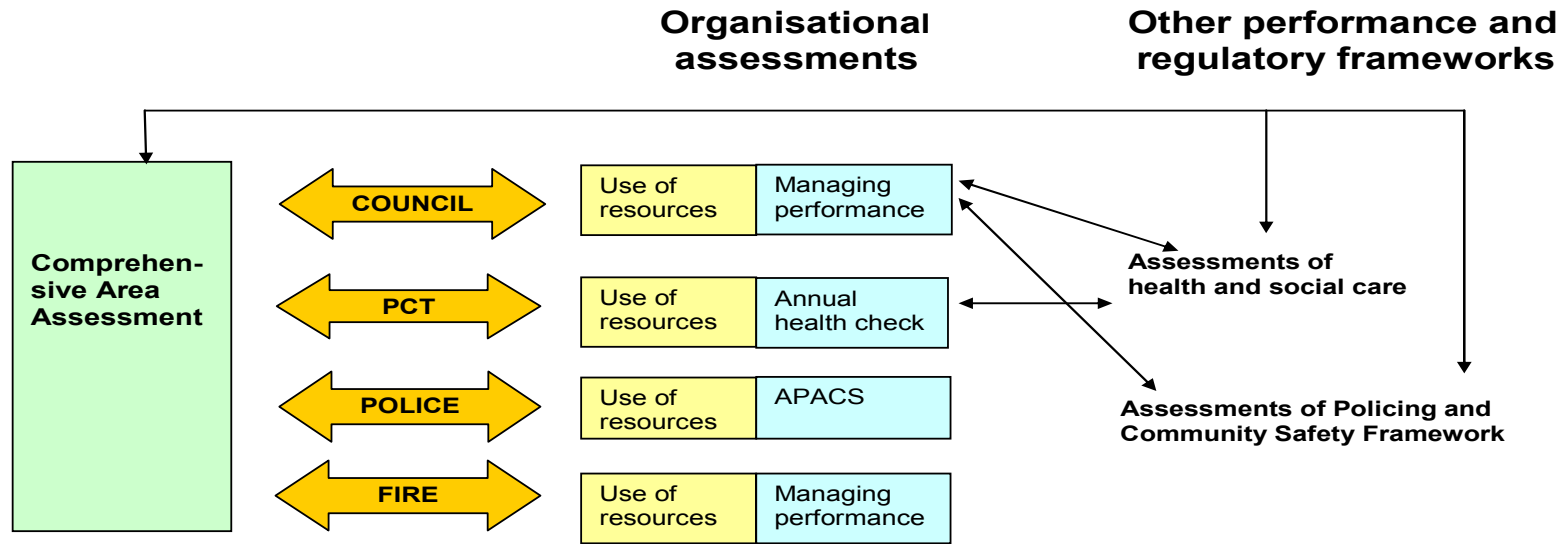 Organisational
assessments
Other performance and
regulatory frameworks
Comprehen-
sive Area
Assessment
COUNCIL
Use of
resources
Managing
performance
PCT
Use of
resources
Annual
health check
POLICE
Use of
resources
APACS
FIRE
Use of
resources
Managing
performance
Assessments of
health and social care
Assessments of Policing and
Community Safety Framework